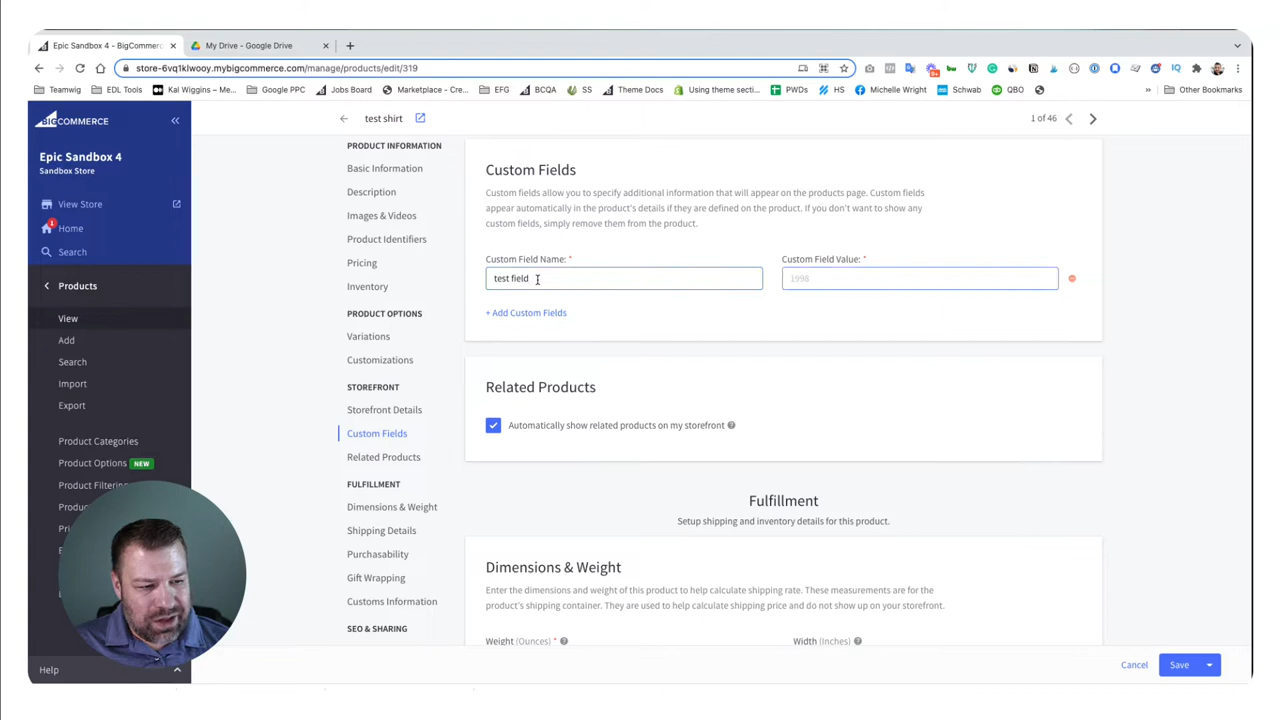 Epic Sandbox 4 - BigCommerc
My Drive - Google Drive
store-6vq1klwooy.mybigcommerce.com/manage/products/edit/319
Teamwig
EDL Tools
Kal Wiggins – My De...
Google PPC
Jobs Board
Marketplace - Cre...
EFG
BCQA
SS
Theme Docs
Using theme secti...
PWDs
HS
Michelle Wright
Schwab
QBO
»
Other Bookmarks
BIGCOMMERCE
«
test shirt
1 of 46
Epic Sandbox 4
Sandbox Store
View Store
1
Home
Search
Products
View
Add
Search
Import
Export
Product Categories
Product Options NEW
Product Filtering
Help
PRODUCT INFORMATION
Basic Information
Description
Images & Videos
Product Identifiers
Pricing
Inventory
PRODUCT OPTIONS
Variations
Customizations
STOREFRONT
Storefront Details
Custom Fields
Related Products
FULFILLMENT
Dimensions & Weight
Shipping Details
Purchasability
Gift Wrapping
Customs Information
SEO & SHARING
Custom Fields
Custom fields allow you to specify additional information that will appear on the products page. Custom fields
appear automatically in the product's details if they are defined on the product. If you don't want to show any
custom fields, simply remove them from the product.
Custom Field Name: *
Custom Field Value: *
test field
1998
+ Add Custom Fields
Related Products
Automatically show related products on my storefront
Fulfillment
Setup shipping and inventory details for this product.
Dimensions & Weight
Enter the dimensions and weight of this product to help calculate shipping rate. These measurements are for the
product's shipping container. They are used to help calculate shipping price and do not show up on your storefront.
Weight (Ounces) *
Width (Inches)
Cancel
Save